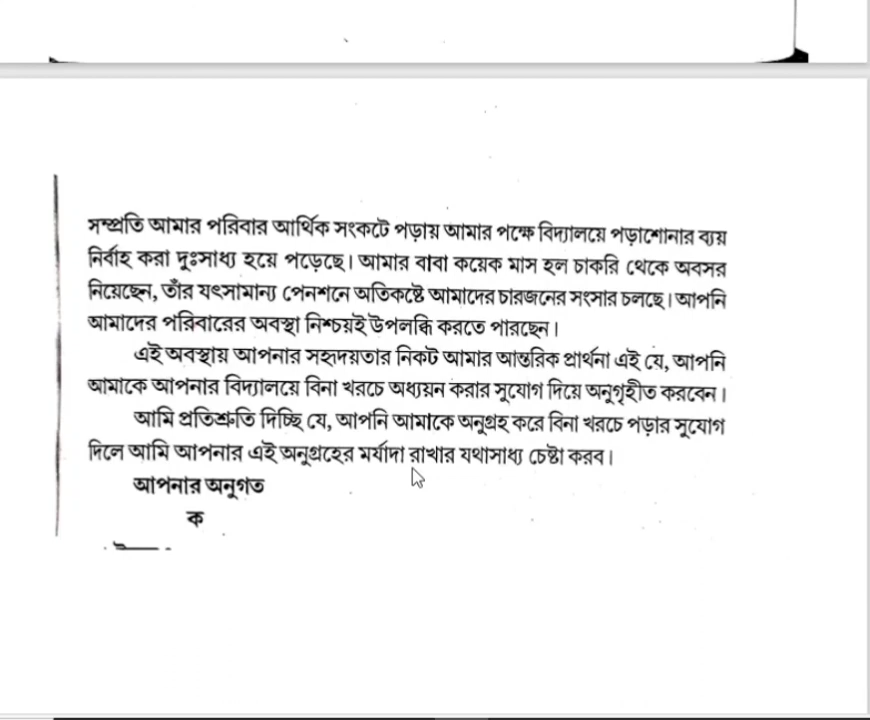 সম্প্রতি আমার পরিবার আর্থিক সংকটে পড়ায় আমার পক্ষে বিদ্যালয়ে পড়াশোনার ব্যয়
নির্বাহ করা দুঃসাধ্য হয়ে পড়েছে। আমার বাবা কয়েক মাস হল চাকরি থেকে অবসর
নিয়েছেন, তাঁর যৎসামান্য পেনশনে অতিকষ্টে আমাদের চারজনের সংসার চলছে। আপনি
আমাদের পরিবারের অবস্থা নিশ্চয়ই উপলব্ধি করতে পারছেন।
এই অবস্থায় আপনার সহৃদয়তার নিকট আমার আন্তরিক প্রার্থনা এই যে, আপনি
আমাকে আপনার বিদ্যালয়ে বিনা খরচে অধ্যয়ন করার সুযোগ দিয়ে অনুগৃহীত করবেন।
আমি প্রতিশ্রুতি দিচ্ছি যে, আপনি আমাকে অনুগ্রহ করে বিনা খরচে পড়ার সুযোগ
দিলে আমি আপনার এই অনুগ্রহের মর্যাদা রাখার যথাসাধ্য চেষ্টা করব।
আপনার অনুগত
ক